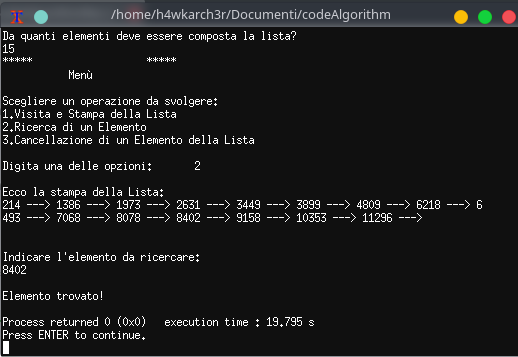 /home/h4wkarch3r/Documenti/codeAlgorithm
Da quanti elementi deve essere composta la lista?
15
***** *****
Menù
Scegliere un operazione da svolgere:
1.Visita e Stampa della Lista
2.Ricerca di un Elemento
3.Cancellazione di un Elemento della Lista
Digita una delle opzioni: 2
Ecco la stampa della Lista:
214 ---> 1386 ---> 1973 ---> 2631 ---> 3449 ---> 3899 ---> 4809 ---> 6218 ---> 6
493 ---> 7068 ---> 8078 ---> 8402 ---> 9158 ---> 10353 ---> 11296 --->
Indicare l'elemento da ricercare:
8402
Elemento trovato!
Process returned 0 (0x0) execution time : 19.795 s
Press ENTER to continue.